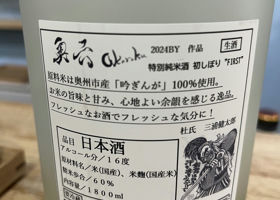 奥六 Okuroku 2024BY 作品 生酒
特別純米酒 初しぼり "FIRST"
原料米は奥州市産「吟ぎんが」100%使用。
お米の旨味と甘み、心地よい余韻を感じる逸品。
フレッシュなお酒でフレッシュな気分に！
杜氏 三浦健太郎
品目 日本酒
アルコール分／16度
原材料名／米(国産)、米麹(国産米)
精米歩合／60%
内容量／1800ml